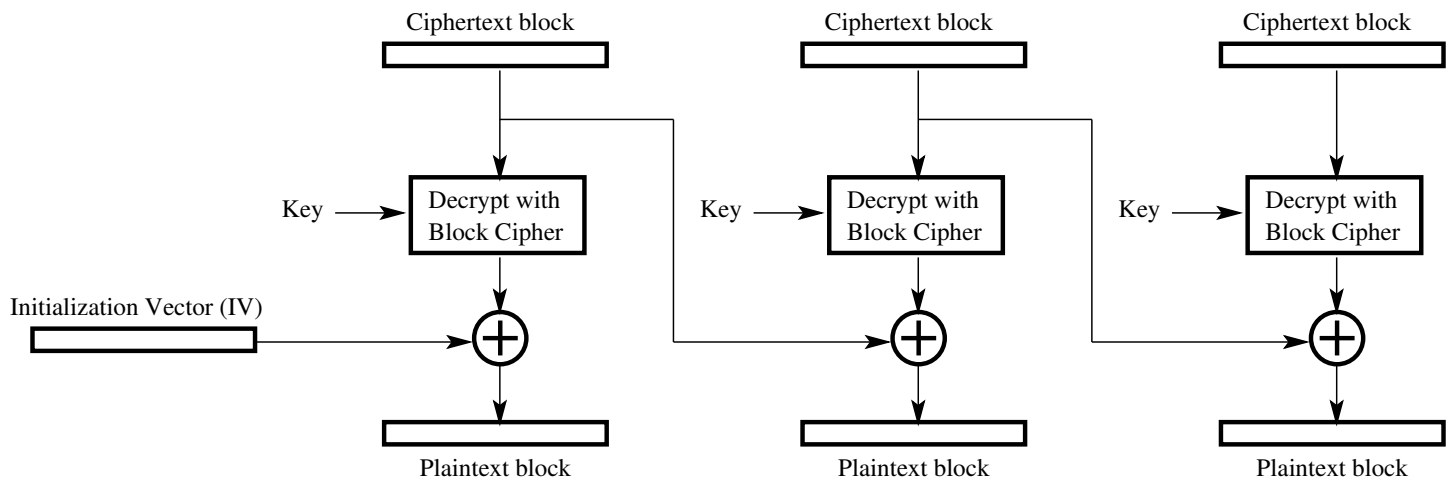 Ciphertext block
Ciphertext block
Ciphertext block
Key
Decrypt with
Block Cipher
Key
Decrypt with
Block Cipher
Key
Decrypt with
Block Cipher
Initialization Vector (IV)
Plaintext block
Plaintext block
Plaintext block